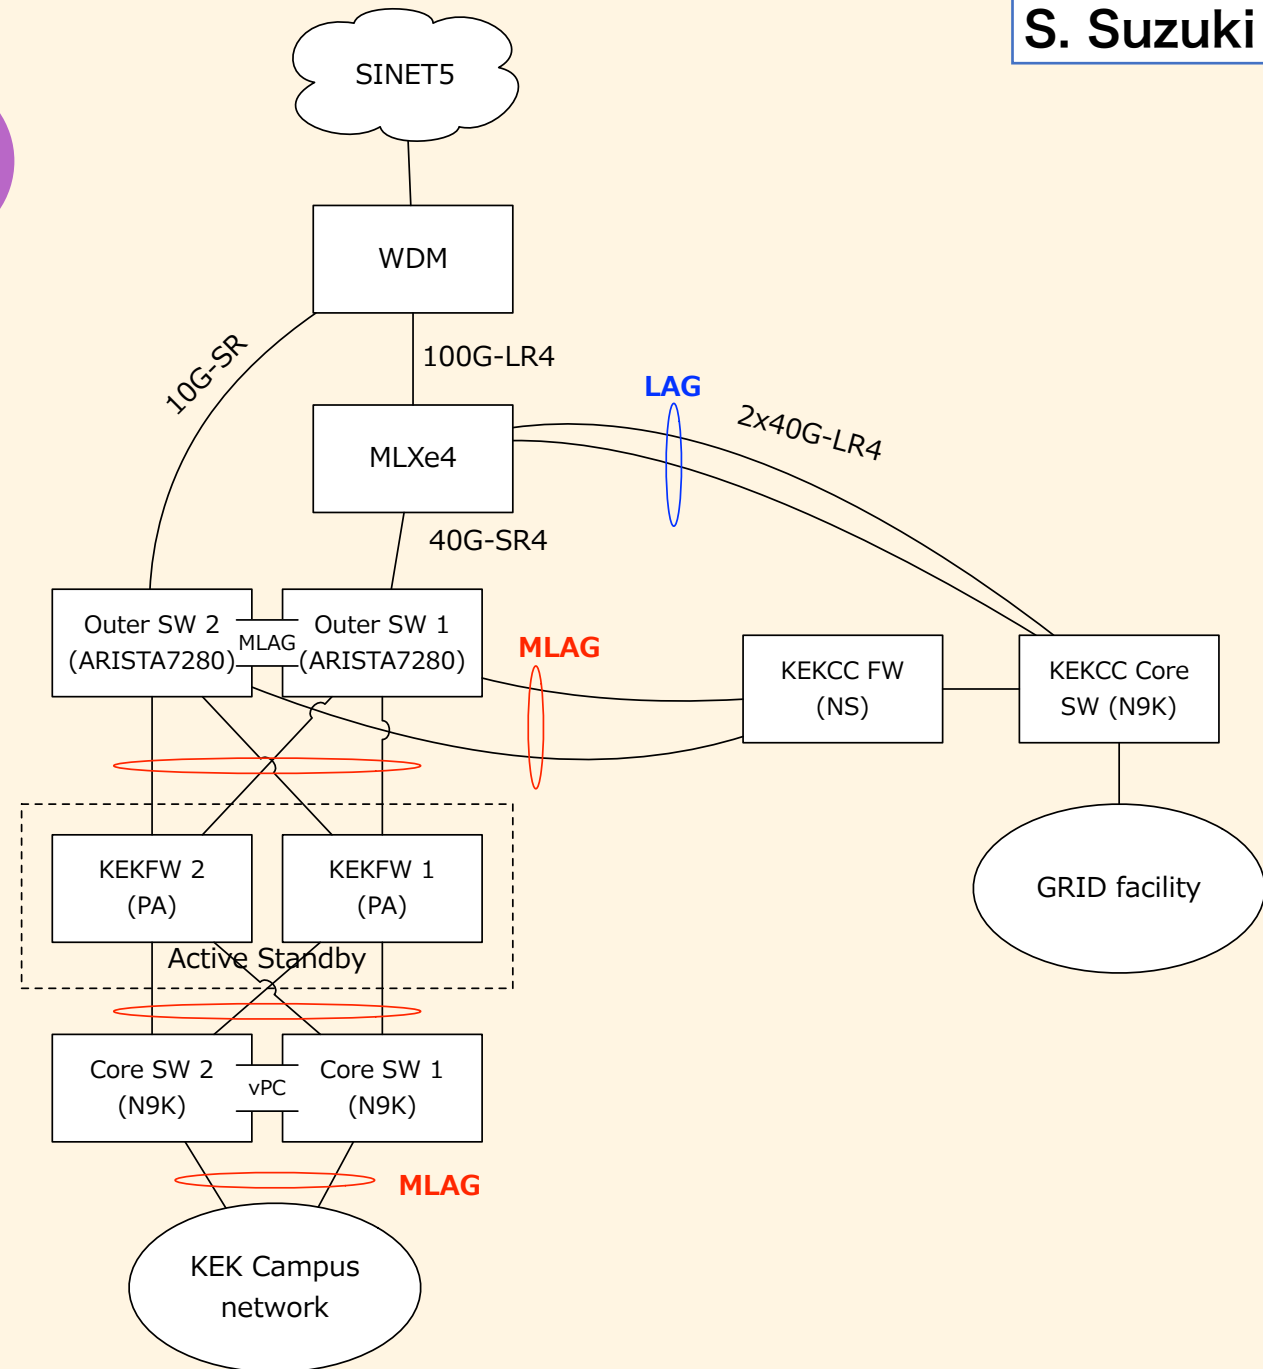 S. Suzuki
SINET5
WDM
10G-SR
100G-LR4
LAG
2x40G-LR4
MLXe4
40G-SR4
Outer SW 2
(ARISTA7280)
MLAG
Outer SW 1
(ARISTA7280)
MLAG
KEKCC FW
(NS)
KEKCC Core
SW (N9K)
KEKFW 2
(PA)
KEKFW 1
(PA)
GRID facility
Active Standby
Core SW 2
(N9K)
vPC
Core SW 1
(N9K)
MLAG
KEK Campus
network